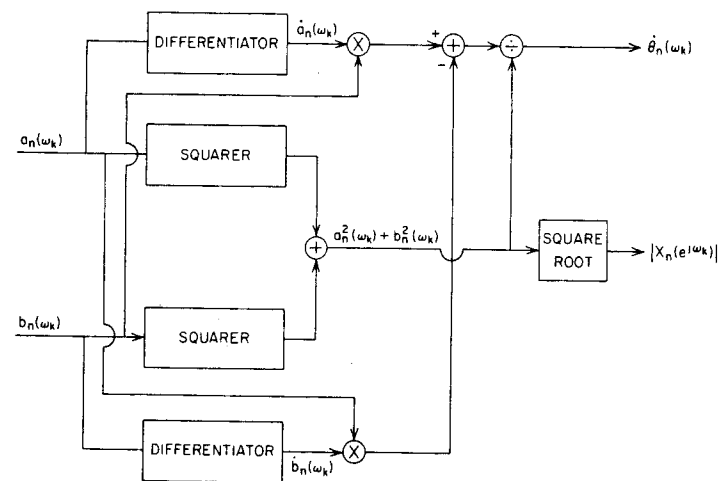 DIFFERENTIATOR
ȧₙ(ωₖ)
X
+
+
-
÷
θ̇ₙ(ωₖ)
aₙ(ωₖ)
SQUARER
+
aₙ²(ωₖ) + bₙ²(ωₖ)
SQUARE
ROOT
|Xₙ(e^jωₖ)|
bₙ(ωₖ)
SQUARER
DIFFERENTIATOR
ḃₙ(ωₖ)
X